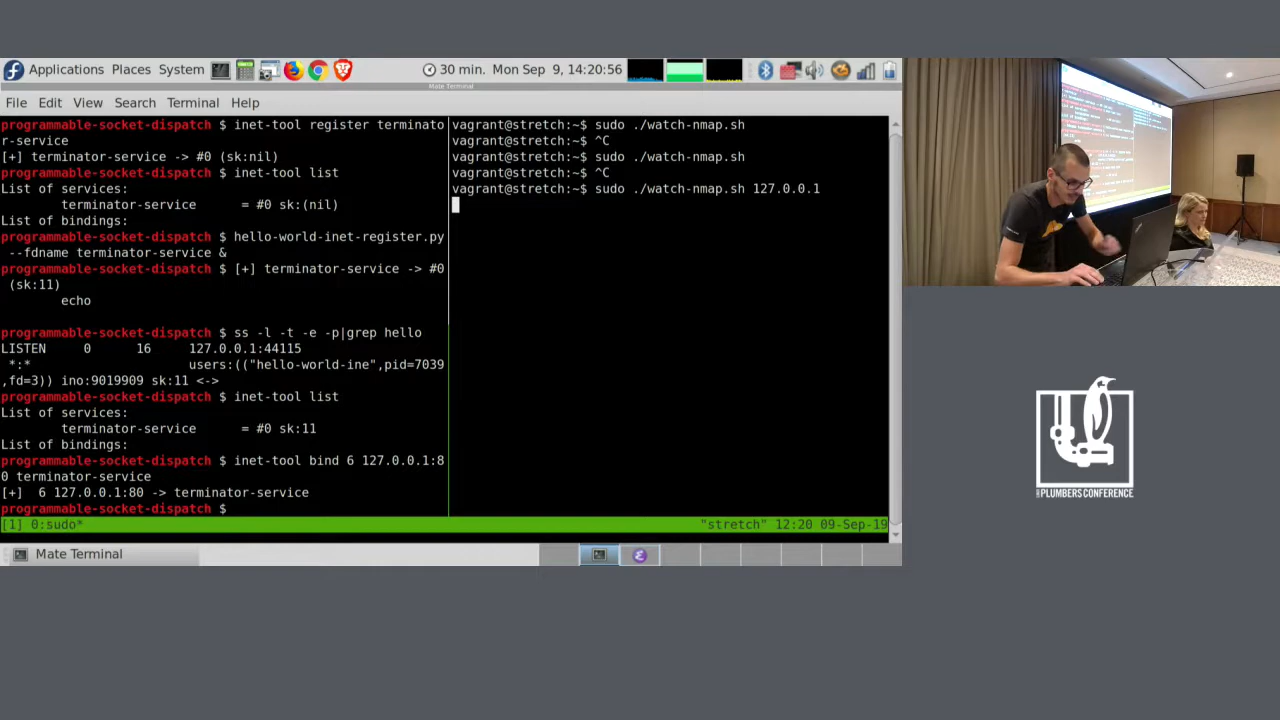 Applications Places System
30 min. Mon Sep 9, 14:20:56
Mate Terminal
File Edit View Search Terminal Help
programmable-socket-dispatch $ inet-tool register terminato
r-service
[+] terminator-service -> #0 (sk:nil)
programmable-socket-dispatch $ inet-tool list
List of services:
terminator-service = #0 sk:(nil)
List of bindings:
programmable-socket-dispatch $ hello-world-inet-register.py
--fdname terminator-service &
programmable-socket-dispatch $ [+] terminator-service -> #0
(sk:11)
echo
programmable-socket-dispatch $ ss -l -t -e -p|grep hello
LISTEN 0 16 127.0.0.1:44115
*:* users:(("hello-world-ine",pid=7039
,fd=3)) ino:9019909 sk:11 <->
programmable-socket-dispatch $ inet-tool list
List of services:
terminator-service = #0 sk:11
List of bindings:
programmable-socket-dispatch $ inet-tool bind 6 127.0.0.1:8
0 terminator-service
[+] 6 127.0.0.1:80 -> terminator-service
programmable-socket-dispatch $
vagrant@stretch:~$ sudo ./watch-nmap.sh
vagrant@stretch:~$ ^C
vagrant@stretch:~$ sudo ./watch-nmap.sh
vagrant@stretch:~$ ^C
vagrant@stretch:~$ sudo ./watch-nmap.sh 127.0.0.1
[1] 0:sudo*
"stretch" 12:20 09-Sep-19
Mate Terminal
PLUMBERS CONFERENCE